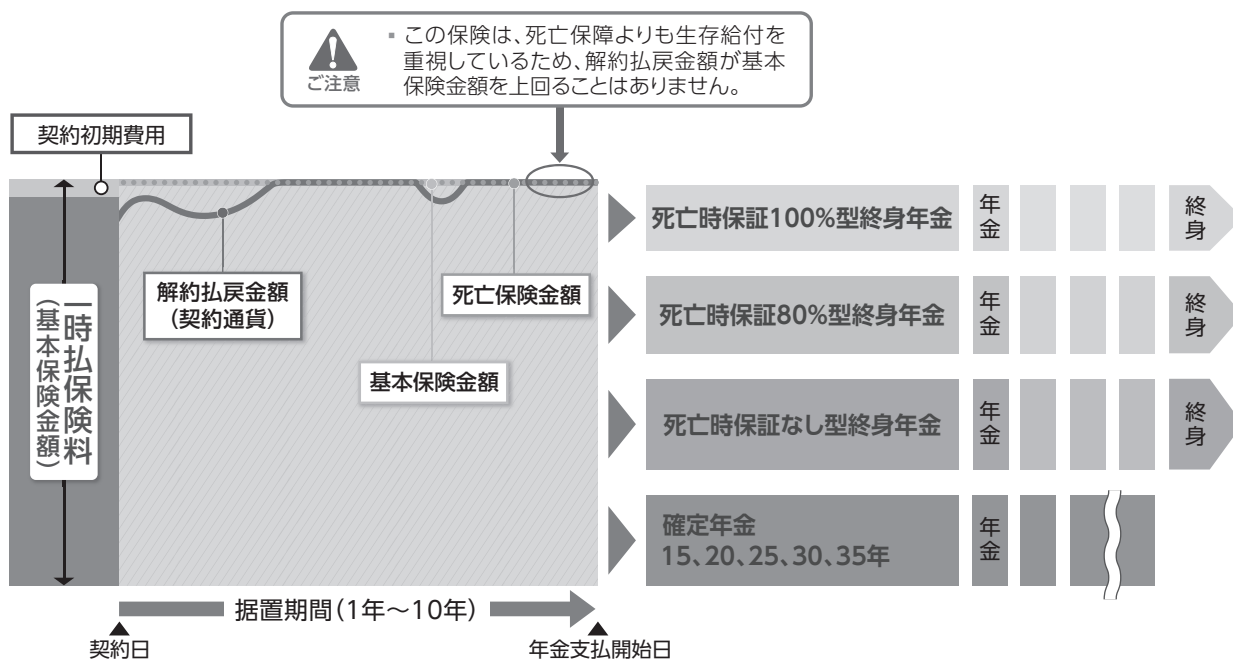 ▪ この保険は、死亡保障よりも生存給付を
重視しているため、解約払戻金額が基本
保険金額を上回ることはありません。
ご注意
契約初期費用
一時払保険料
(基本保険金額)
解約払戻金額
(契約通貨)
死亡保険金額
基本保険金額
死亡時保証100%型終身年金
年金
終身
死亡時保証80%型終身年金
年金
終身
死亡時保証なし型終身年金
年金
終身
確定年金
15、20、25、30、35年
年金
据置期間(1年～10年)
契約日
年金支払開始日